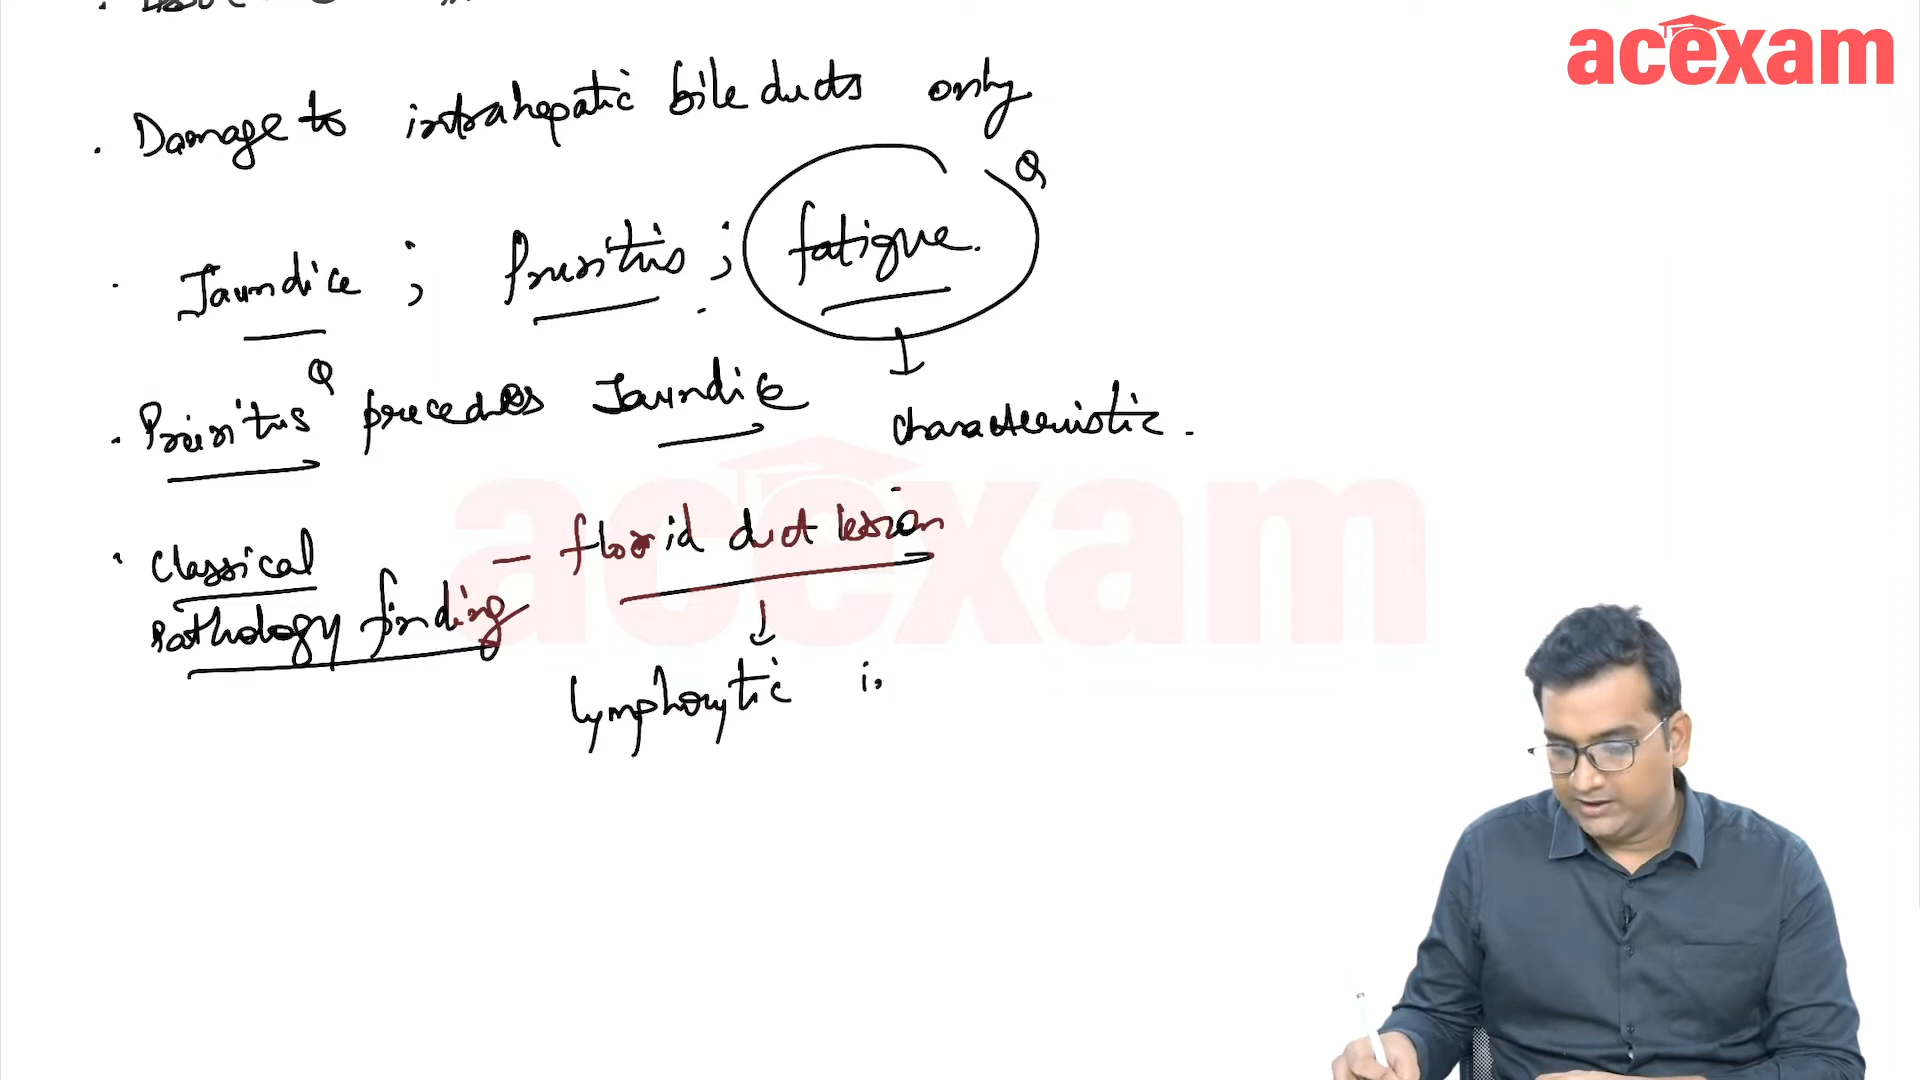 acexam
. Damage to intrahepatic bile ducts only
. Jaundice ; Pruritus ; fatigue. Q
characteristic .
. Pruritus Q precedes Jaundice
. Classical pathology finding - florid duct lesion
lymphocytic
acexam